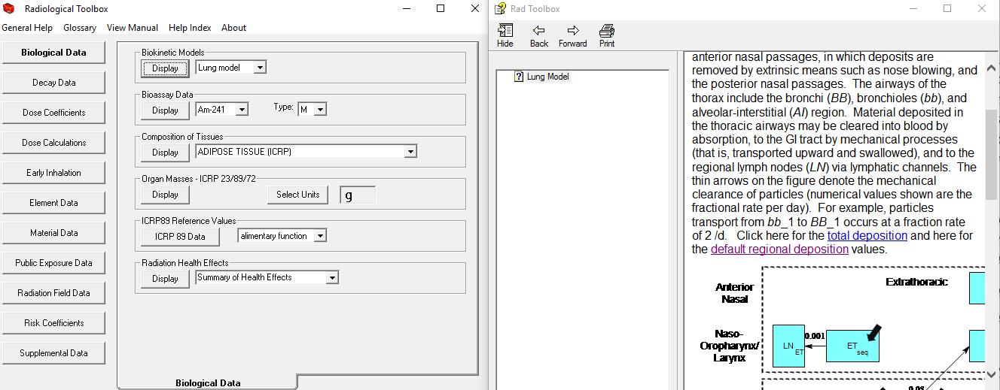 Radiological Toolbox
General Help Glossary View Manual Help Index About
Biological Data
Decay Data
Dose Coefficients
Dose Calculations
Early Inhalation
Element Data
Material Data
Public Exposure Data
Radiation Field Data
Risk Coefficients
Supplemental Data
Biokinetic Models
Display Lung model
Bioassay Data
Display Am-241 Type: M
Composition of Tissues
Display ADIPOSE TISSUE (ICRP)
Organ Masses - ICRP 23/89/72
Display Select Units g
ICRP89 Reference Values
ICRP 89 Data alimentary function
Radiation Health Effects
Display Summary of Health Effects
Biological Data
Rad Toolbox
Hide Back Forward Print
Lung Model
anterior nasal passages, in which deposits are
removed by extrinsic means such as nose blowing, and
the posterior nasal passages. The airways of the
thorax include the bronchi (BB), bronchioles (bb), and
alveolar-interstitial (AI) region. Material deposited in
the thoracic airways may be cleared into blood by
absorption, to the GI tract by mechanical processes
(that is, transported upward and swallowed), and to the
regional lymph nodes (LN) via lymphatic channels. The
thin arrows on the figure denote the mechanical
clearance of particles (numerical values shown are the
fractional rate per day). For example, particles
transport from bb_1 to BB_1 occurs at a fraction rate
of 2 /d. Click here for the total deposition and here for
the default regional deposition values.
Anterior
Nasal
Extrathoracic
Naso-
Oropharynx/
Larynx
LN ET
0.001
ET seq